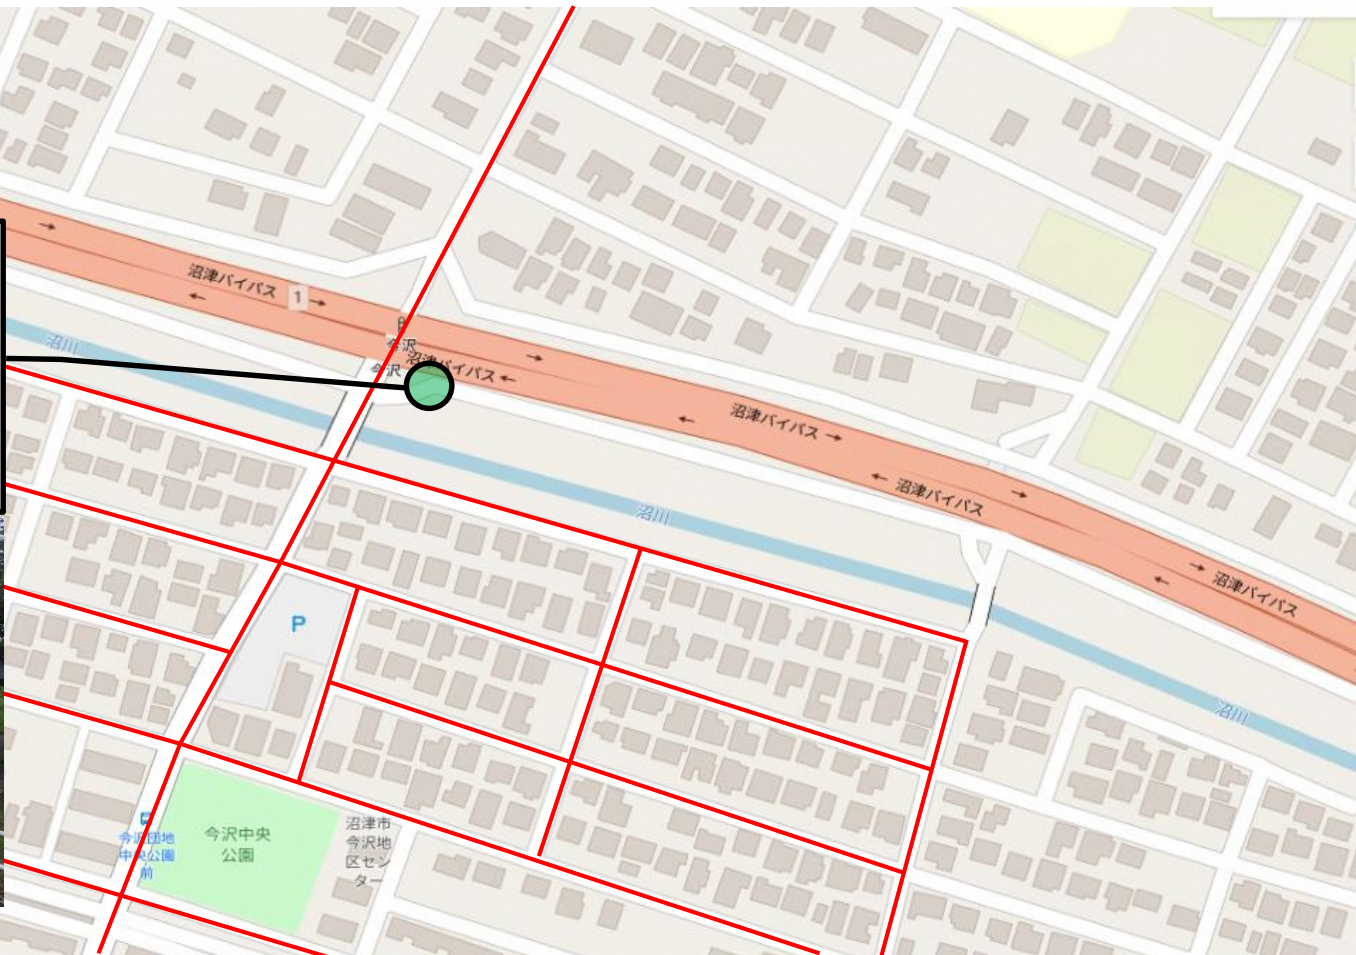 沼津バイパス
1
沼川
今沢
今沢
沼津バイパス
沼津バイパス
沼津バイパス
沼川
沼津バイパス
沼川
P
今沢団地
中央公園
前
今沢中央
公園
沼津市
今沢地
区セン
ター